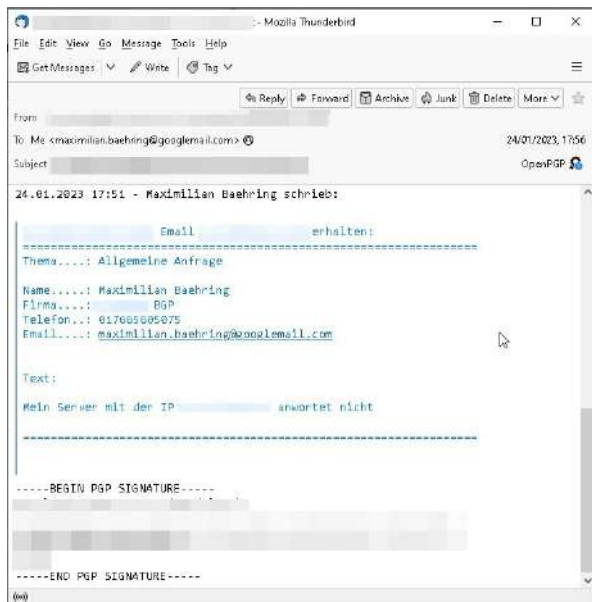 - Mozilla Thunderbird
File Edit View Go Message Tools Help
Get Messages Write Tag
Reply Forward Archive Junk Delete More
From
To Me <maximilian.baehring@googlemail.com>
24/01/2023, 17:56
Subject
OpenPGP
24.01.2023 17:51 - Maximilian Baehring schrieb:
Email erhalten:
================================================================
Thema....: Allgemeine Anfrage
Name.....: Maximilian Baehring
Firma....: BGP
Telefon..: 017665605075
Email....: maximilian.baehring@googlemail.com
Text:
Mein Server mit der IP anwortet nicht
================================================================
-----BEGIN PGP SIGNATURE-----
-----END PGP SIGNATURE-----